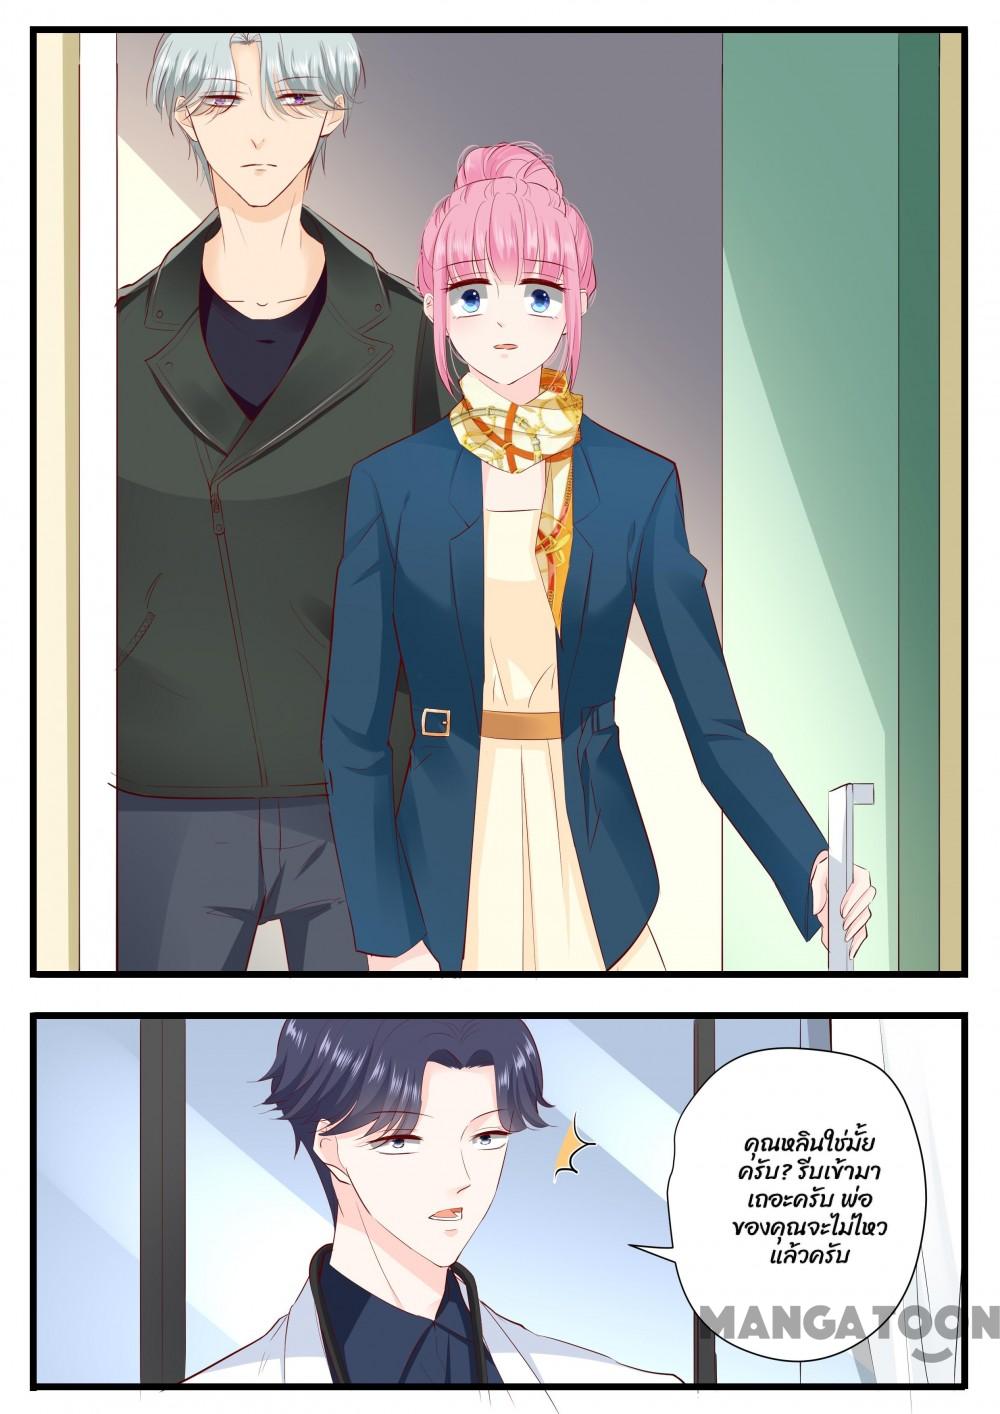 คุณหลินใช่มั้ย
ครับ? รีบเข้ามา
เถอะครับ พ่อ
ของคุณจะไม่ไหว
แล้วครับ
MANGATOON